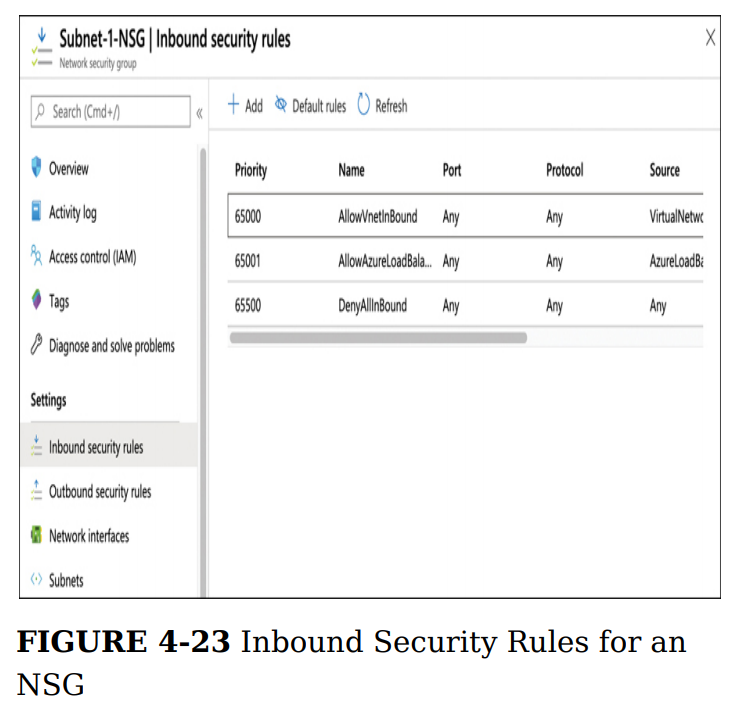 Subnet-1-NSG | Inbound security rules
Network security group
Search (Cmd+/)
Add Default rules Refresh
Overview
Activity log
Access control (IAM)
Tags
Diagnose and solve problems
Settings
Inbound security rules
Outbound security rules
Network interfaces
Subnets
Priority Name Port Protocol Source
65000 AllowVnetInBound Any Any VirtualNetwo
65001 AllowAzureLoadBala... Any Any AzureLoadBa
65500 DenyAllInBound Any Any Any
FIGURE 4-23 Inbound Security Rules for an
NSG